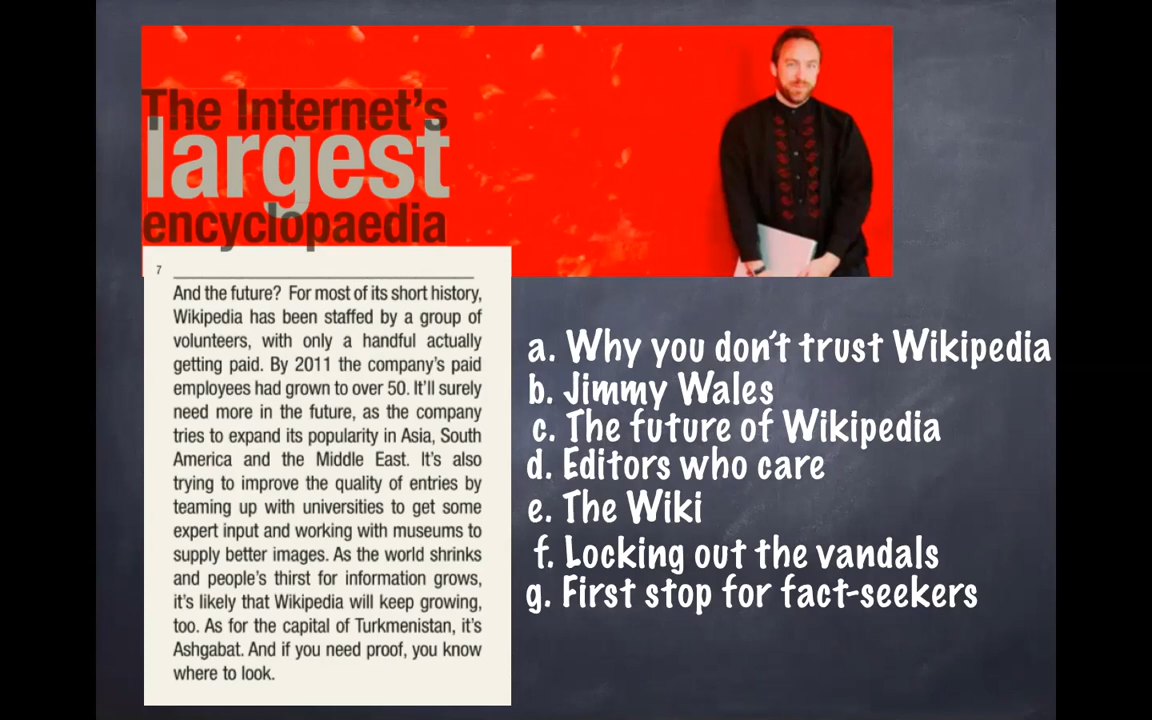 The Internet's
largest
encyclopaedia
7
And the future? For most of its short history,
Wikipedia has been staffed by a group of
volunteers, with only a handful actually
getting paid. By 2011 the company's paid
employees had grown to over 50. It'll surely
need more in the future, as the company
tries to expand its popularity in Asia, South
America and the Middle East. It's also
trying to improve the quality of entries by
teaming up with universities to get some
expert input and working with museums to
supply better images. As the world shrinks
and people's thirst for information grows,
it's likely that Wikipedia will keep growing,
too. As for the capital of Turkmenistan, it's
Ashgabat. And if you need proof, you know
where to look.
a. Why you don't trust Wikipedia
b. Jimmy Wales
c. The future of Wikipedia
d. Editors who care
e. The Wiki
f. Locking out the vandals
g. First stop for fact-seekers